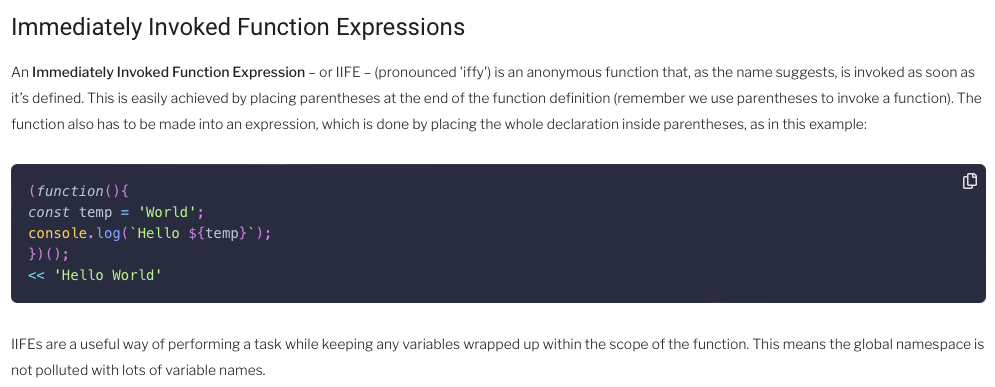 Immediately Invoked Function Expressions
An Immediately Invoked Function Expression – or IIFE – (pronounced 'iffy') is an anonymous function that, as the name suggests, is invoked as soon as
it's defined. This is easily achieved by placing parentheses at the end of the function definition (remember we use parentheses to invoke a function). The
function also has to be made into an expression, which is done by placing the whole declaration inside parentheses, as in this example:
(function(){
const temp = 'World';
console.log(`Hello ${temp}`);
})();
<< 'Hello World'
IIFEs are a useful way of performing a task while keeping any variables wrapped up within the scope of the function. This means the global namespace is
not polluted with lots of variable names.